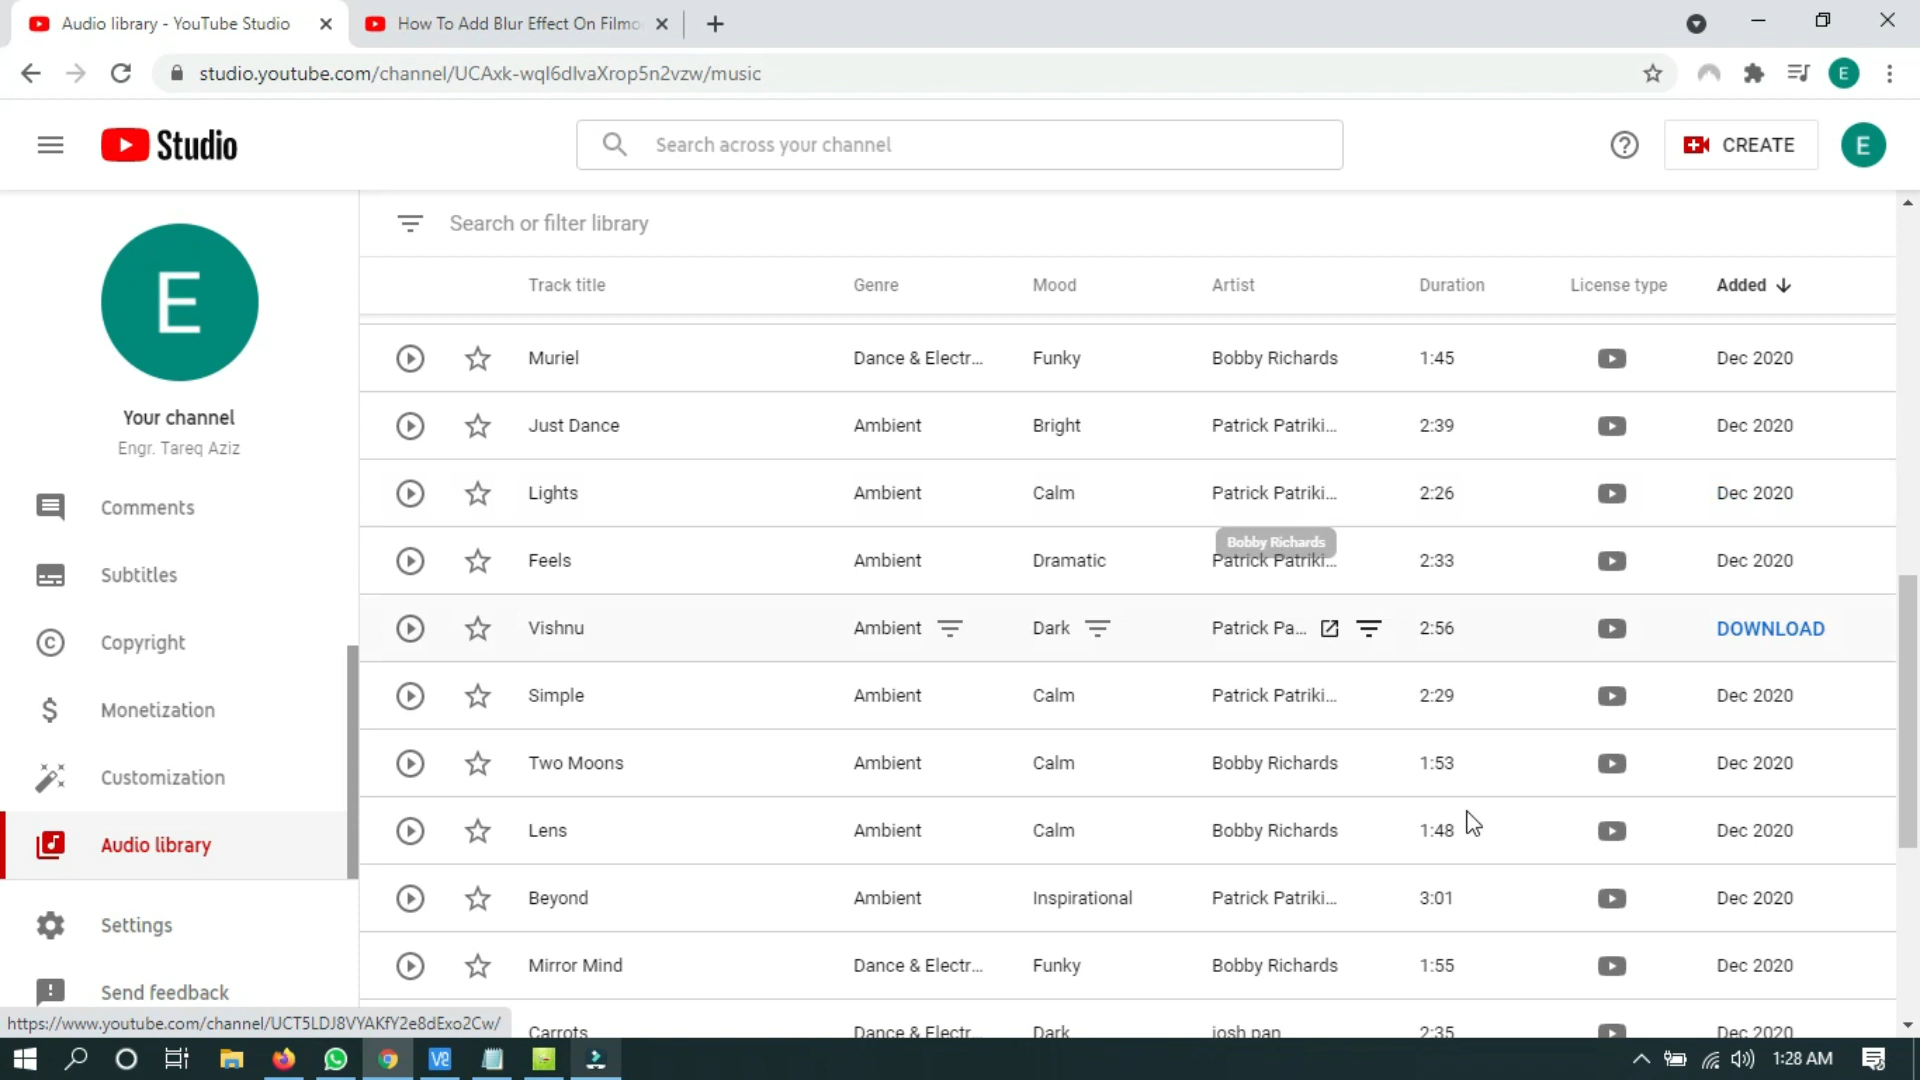 Audio library - YouTube Studio
How To Add Blur Effect On Filmo
studio.youtube.com/channel/UCAxk-wql6dlvaXrop5n2vzw/music
E
Studio
Search across your channel
CREATE
E
E
Your channel
Engr. Tareq Aziz
Comments
Subtitles
Copyright
Monetization
Customization
Audio library
Settings
Send feedback
Search or filter library
Track title Genre Mood Artist Duration License type Added
Muriel Dance & Electr... Funky Bobby Richards 1:45 Dec 2020
Just Dance Ambient Bright Patrick Patriki... 2:39 Dec 2020
Lights Ambient Calm Patrick Patriki... 2:26 Dec 2020
Bobby Richards
Feels Ambient Dramatic Patrick Patriki... 2:33 Dec 2020
Vishnu Ambient Dark Patrick Pa... 2:56 DOWNLOAD
Simple Ambient Calm Patrick Patriki... 2:29 Dec 2020
Two Moons Ambient Calm Bobby Richards 1:53 Dec 2020
Lens Ambient Calm Bobby Richards 1:48 Dec 2020
Beyond Ambient Inspirational Patrick Patriki... 3:01 Dec 2020
Mirror Mind Dance & Electr... Funky Bobby Richards 1:55 Dec 2020
Carrots Dance & Electr Dark josh pan 2:35 Dec 2020
https://www.youtube.com/channel/UCT5LDJ8VYAKfY2e8dExo2Cw/
1:28 AM